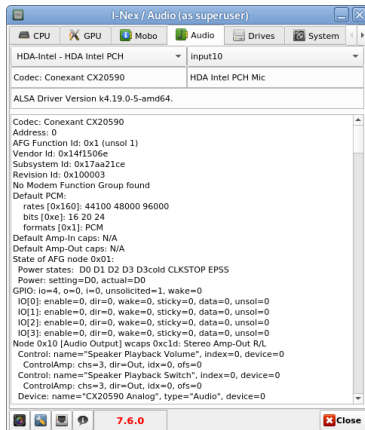 I-Nex / Audio (as superuser)
CPU GPU Mobo Audio Drives System
HDA-Intel - HDA Intel PCH input10
Codec: Conexant CX20590 HDA Intel PCH Mic
ALSA Driver Version k4.19.0-5-amd64.
Codec: Conexant CX20590
Address: 0
AFG Function Id: 0x1 (unsol 1)
Vendor Id: 0x14f1506e
Subsystem Id: 0x17aa21ce
Revision Id: 0x100003
No Modem Function Group found
Default PCM:
rates [0x160]: 44100 48000 96000
bits [0xe]: 16 20 24
formats [0x1]: PCM
Default Amp-In caps: N/A
Default Amp-Out caps: N/A
State of AFG node 0x01:
Power states:  D0 D1 D2 D3 D3cold CLKSTOP EPSS
Power: setting=D0, actual=D0
GPIO: io=4, o=0, i=0, unsolicited=1, wake=0
IO[0]: enable=0, dir=0, wake=0, sticky=0, data=0, unsol=0
IO[1]: enable=0, dir=0, wake=0, sticky=0, data=0, unsol=0
IO[2]: enable=0, dir=0, wake=0, sticky=0, data=0, unsol=0
IO[3]: enable=0, dir=0, wake=0, sticky=0, data=0, unsol=0
Node 0x10 [Audio Output] wcaps 0xc1d: Stereo Amp-Out R/L
Control: name="Speaker Playback Volume", index=0, device=0
ControlAmp: chs=3, dir=Out, idx=0, ofs=0
Control: name="Speaker Playback Switch", index=0, device=0
ControlAmp: chs=3, dir=Out, idx=0, ofs=0
Device: name="CX20590 Analog", type="Audio", device=0
7.6.0 Close